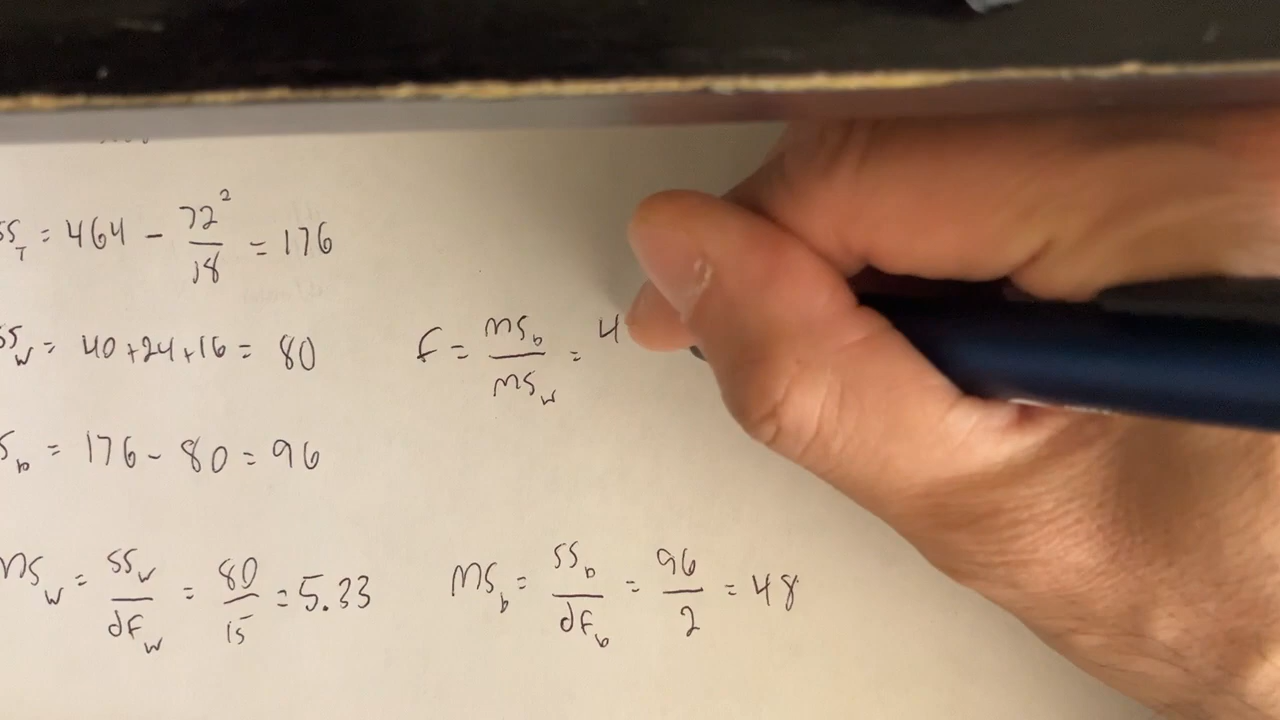 SS_T = 464 - 72² / 18 = 176
SS_W = 40 + 24 + 16 = 80
F = MS_b / MS_W = 4
S_b = 176 - 80 = 96
MS_W = SS_W / df_W = 80 / 15 = 5.33
MS_b = SS_b / df_b = 96 / 2 = 48